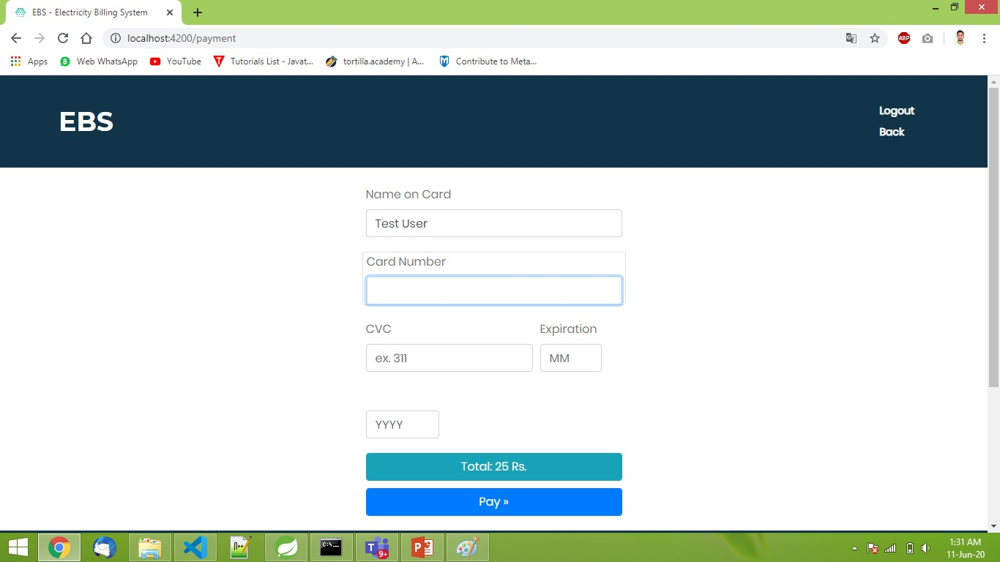 EBS - Electricity Billing System
localhost:4200/payment
ABP
Apps
8
Web WhatsApp
YouTube
Tutorials List - Javat...
tortilla.academy | A...
Contribute to Meta...
EBS
Logout
Back
Name on Card
Test User
Card Number
CVC
Expiration
ex. 311
MM
YYYY
Total: 25 Rs.
Pay »
C:\_
9+
1:31 AM
11-Jun-20